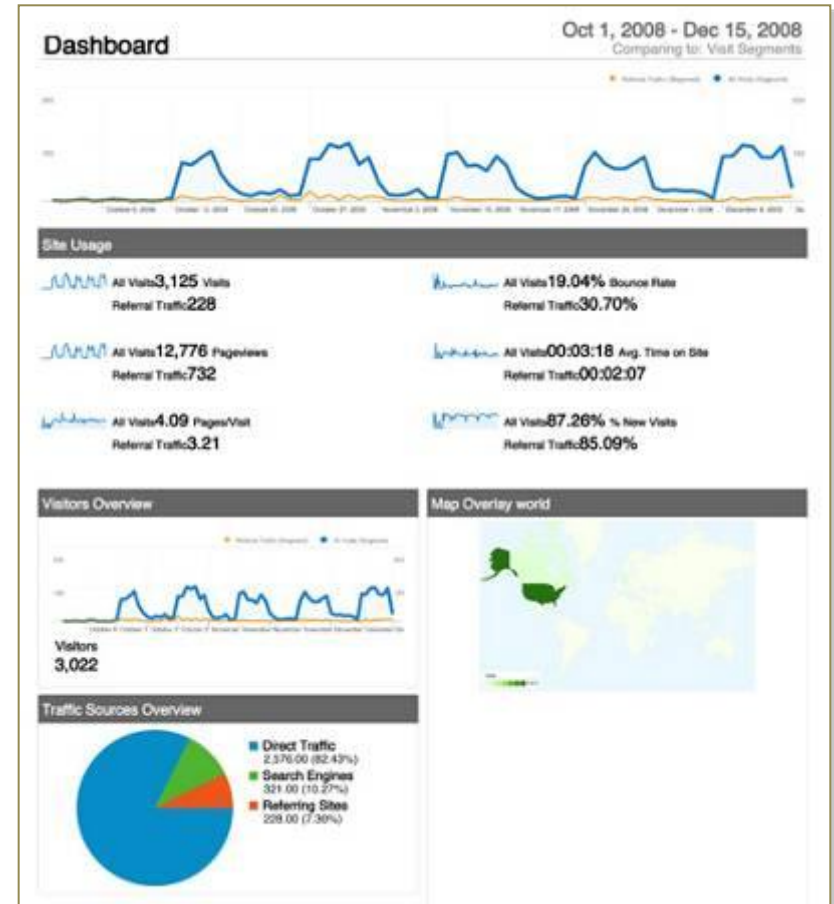 Dashboard
Oct 1, 2008 - Dec 15, 2008
Comparing to: Visit Segments
Site Usage
All Visits3,125 Visits
Referral Traffic228
All Visits19.04% Bounce Rate
Referral Traffic30.70%
All Visits12,776 Pageviews
Referral Traffic732
All Visits00:03:18 Avg. Time on Site
Referral Traffic00:02:07
All Visits4.09 Pages/Visit
Referral Traffic3.21
All Visits87.26% % New Visits
Referral Traffic85.09%
Visitors Overview
Map Overlay world
Visitors
3,022
Traffic Sources Overview
Direct Traffic
2,576.00 (82.43%)
Search Engines
321.00 (10.27%)
Referring Sites
228.00 (7.30%)